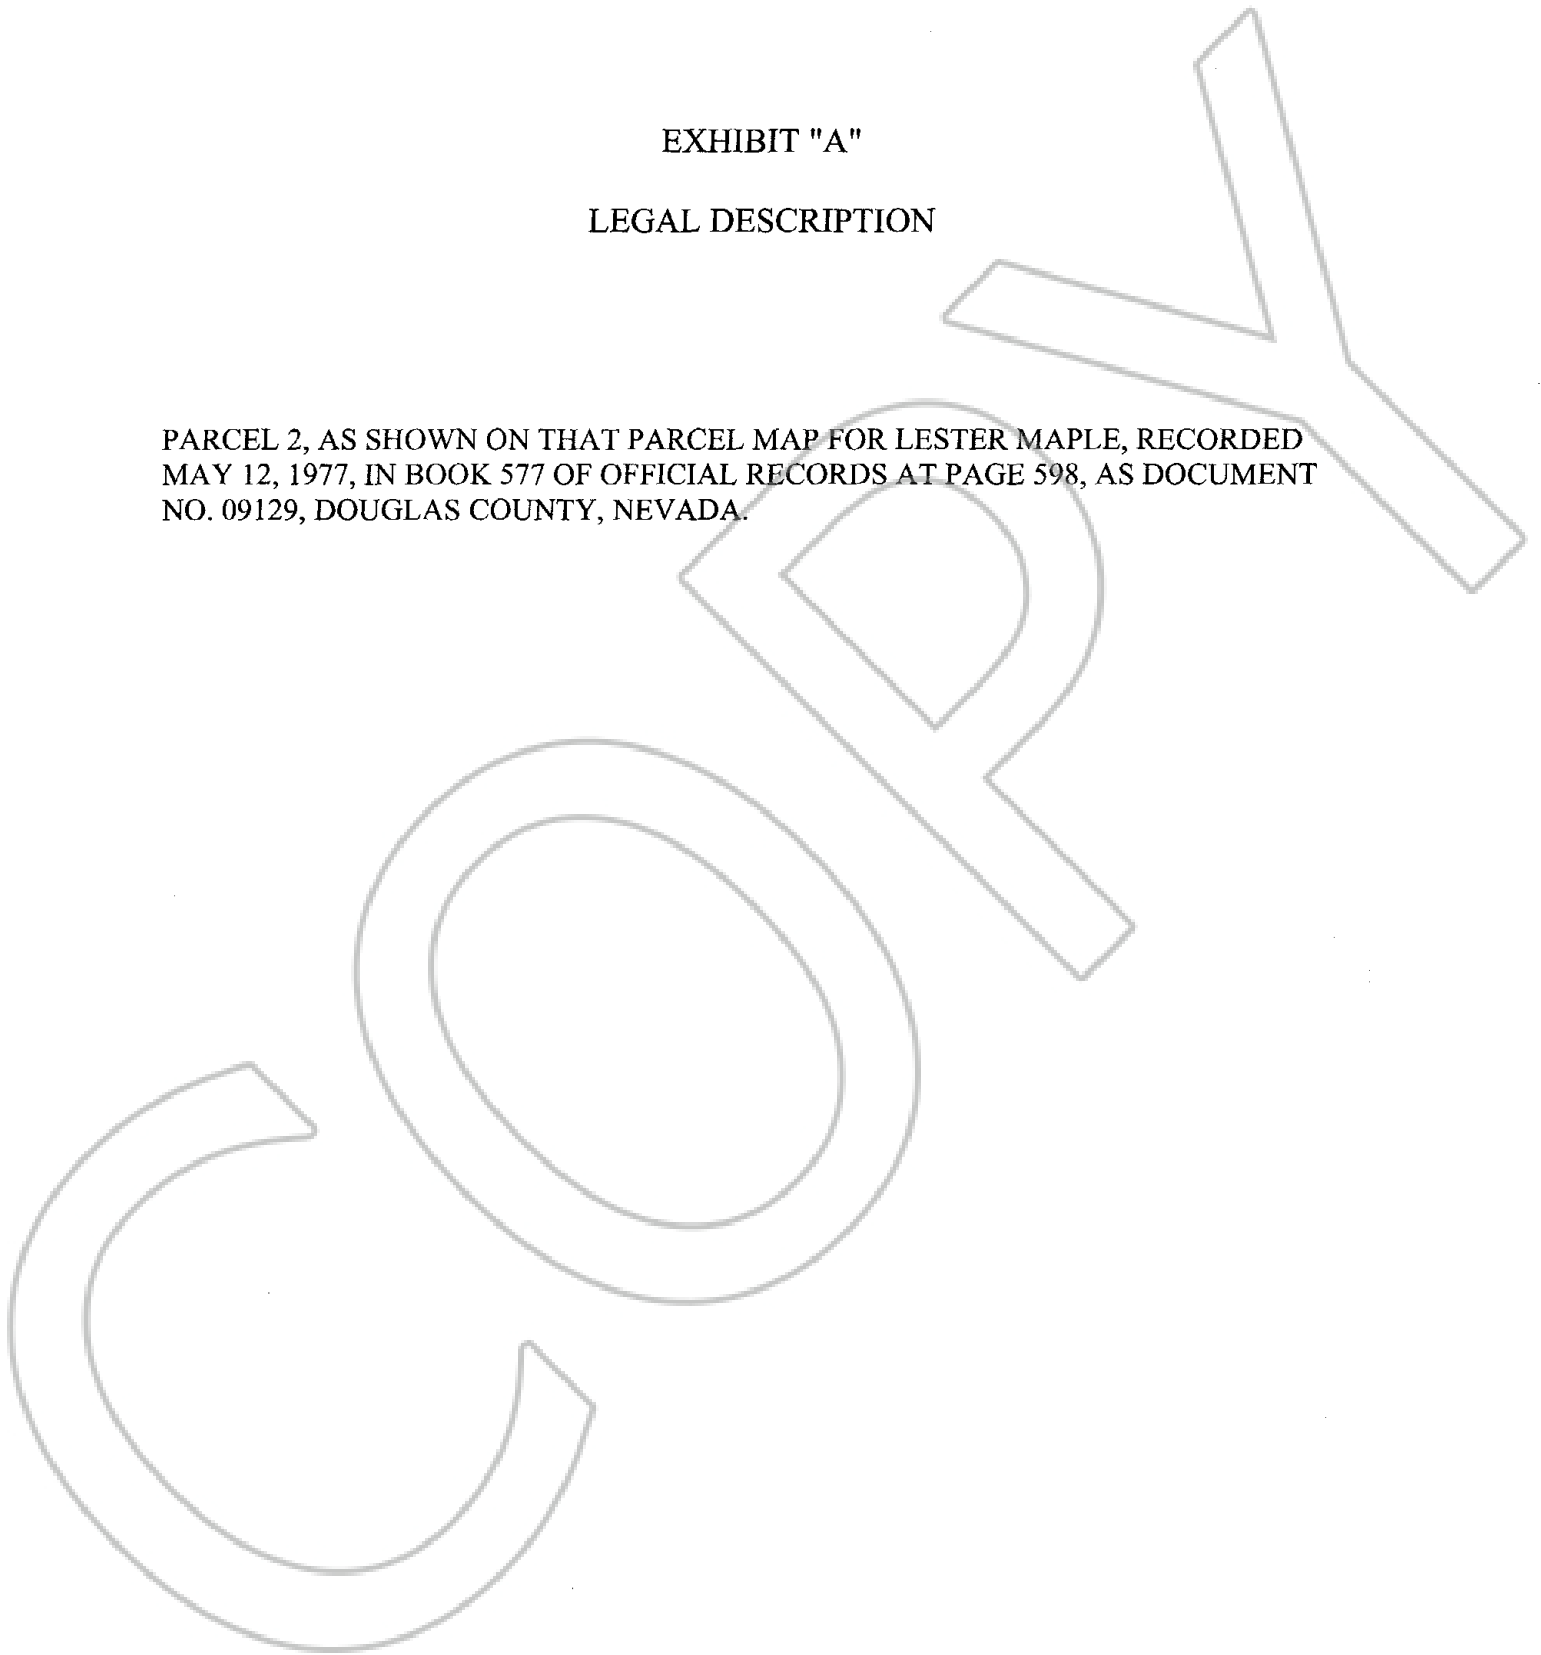 EXHIBIT "A"
LEGAL DESCRIPTION
PARCEL 2, AS SHOWN ON THAT PARCEL MAP FOR LESTER MAPLE, RECORDED
MAY 12, 1977, IN BOOK 577 OF OFFICIAL RECORDS AT PAGE 598, AS DOCUMENT
NO. 09129, DOUGLAS COUNTY, NEVADA.
COPY